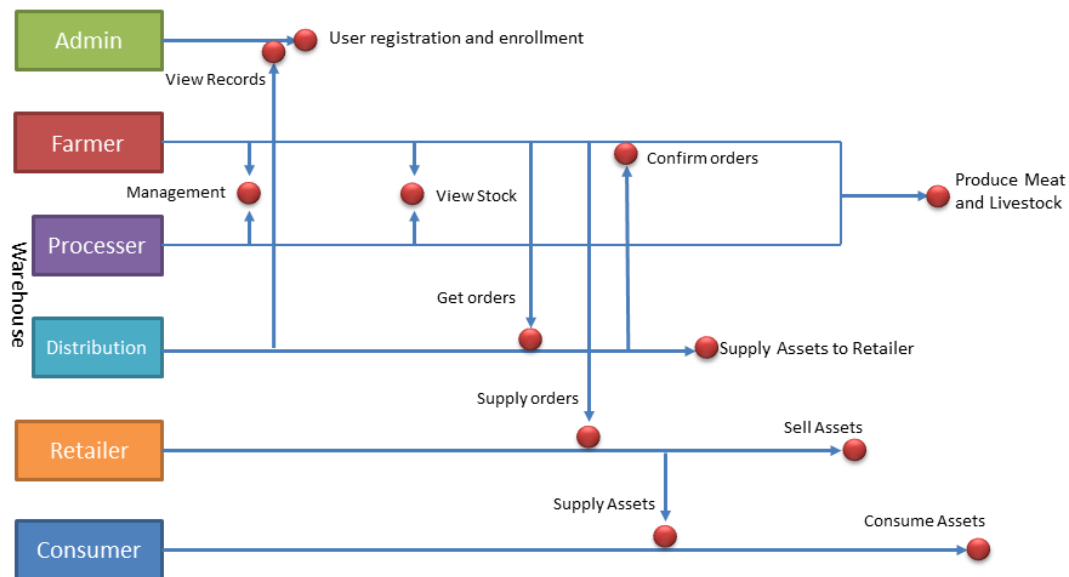 Admin
User registration and enrollment
View Records
Farmer
Confirm orders
Management
View Stock
Produce Meat
and Livestock
Processer
Warehouse
Get orders
Distribution
Supply Assets to Retailer
Supply orders
Sell Assets
Retailer
Supply Assets
Consume Assets
Consumer